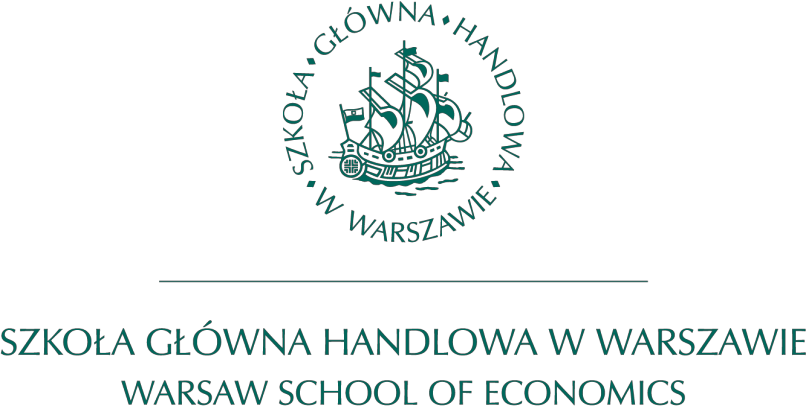 SZKOŁA • GŁÓWNA • HANDLOWA • W WARSZAWIE •
SZKOŁA GŁÓWNA HANDLOWA W WARSZAWIE
WARSAW SCHOOL OF ECONOMICS